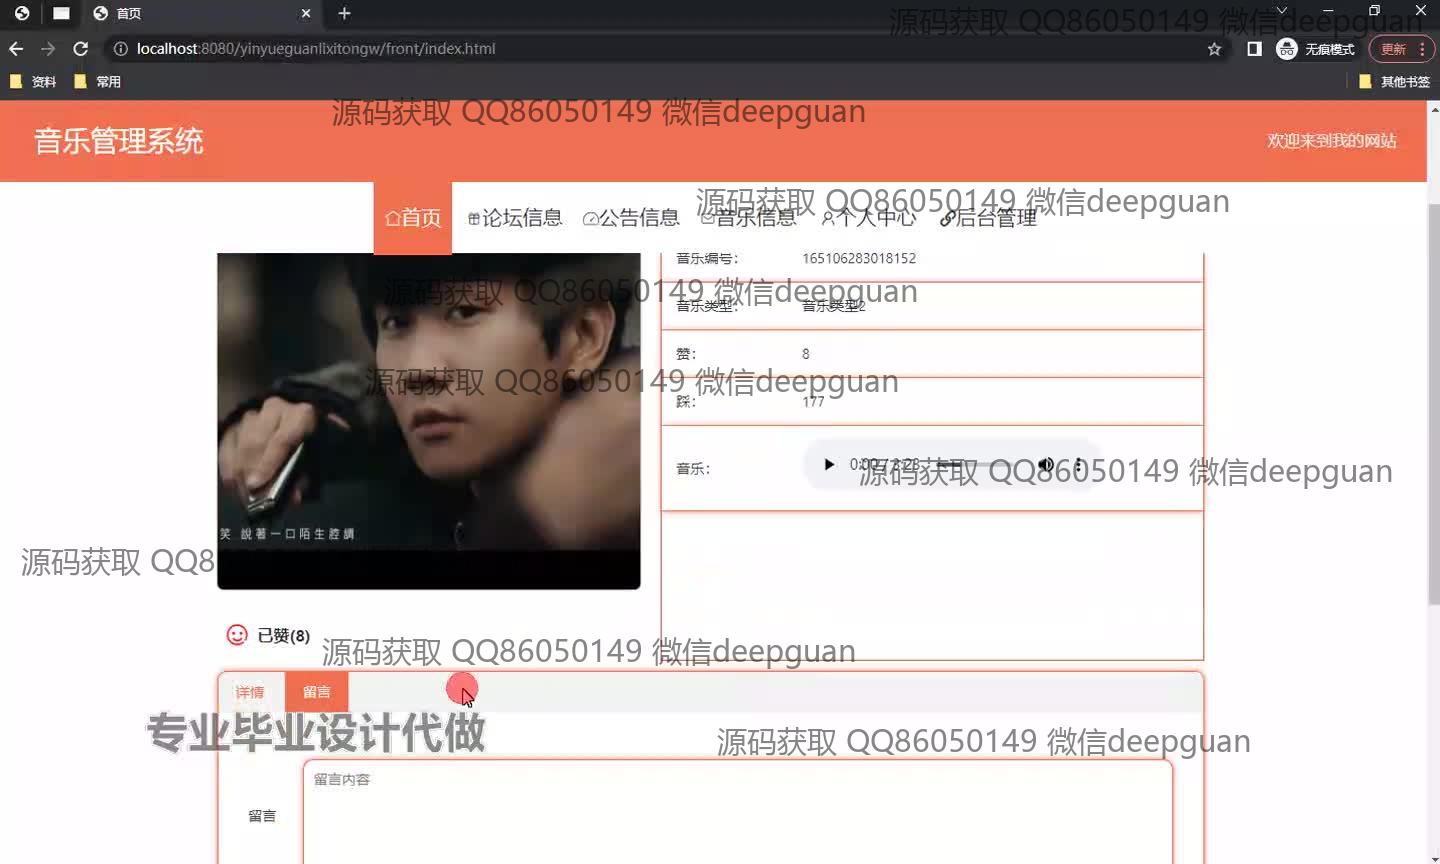 首页
localhost:8080/yinyueguanlixitongw/front/index.html
无痕模式
更新
资料
常用
其他书签
源码获取 QQ86050149 微信deepguan
源码获取 QQ86050149 微信deepguan
音乐管理系统
欢迎来到我的网站
源码获取 QQ86050149 微信deepguan
首页
论坛信息
公告信息
音乐信息
个人中心
后台管理
音乐编号： 165106283018152
源码获取 QQ86050149 微信deepguan
音乐类型： 音乐类型2
赞： 8
源码获取 QQ86050149 微信deepguan
踩： 177
音乐： 0:00 / 3:28
源码获取 QQ86050149 微信deepguan
笑 說著一口陌生腔調
源码获取 QQ8
已赞(8)
源码获取 QQ86050149 微信deepguan
详情
留言
专业毕业设计代做
源码获取 QQ86050149 微信deepguan
留言内容
留言